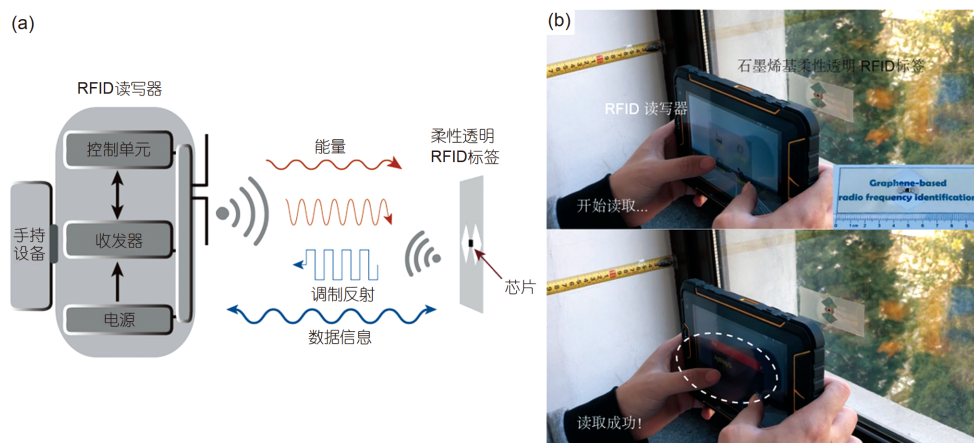 (a)
RFID读写器
控制单元
收发器
电源
手持
设备
能量
调制反射
数据信息
柔性透明
RFID标签
芯片
(b)
石墨烯基柔性透明 RFID标签
RFID 读写器
开始读取...
Graphene-based
radio frequency identification
读取成功!